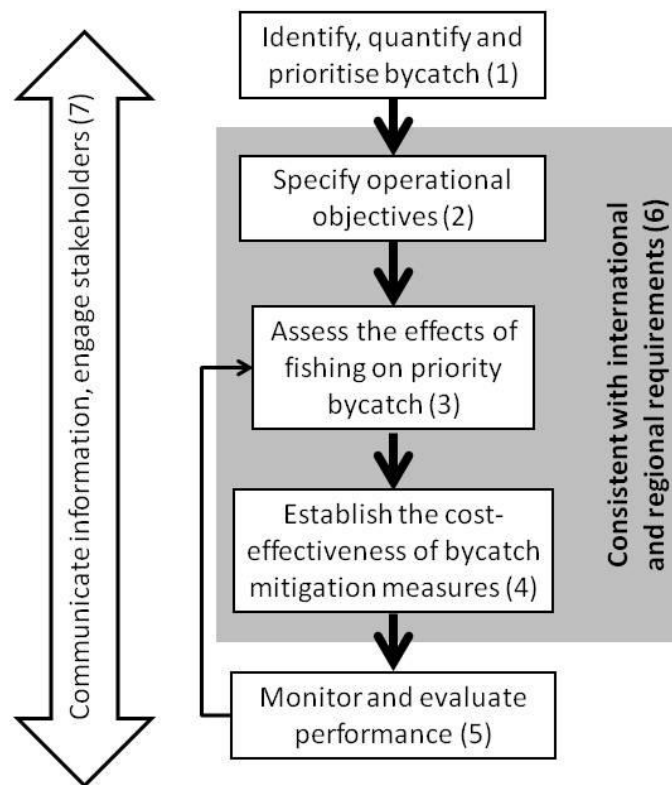 Identify, quantify and
prioritise bycatch (1)
Specify operational
objectives (2)
Assess the effects of
fishing on priority
bycatch (3)
Establish the cost-
effectiveness of bycatch
mitigation measures (4)
Monitor and evaluate
performance (5)
Consistent with international
and regional requirements (6)
Communicate information, engage stakeholders (7)